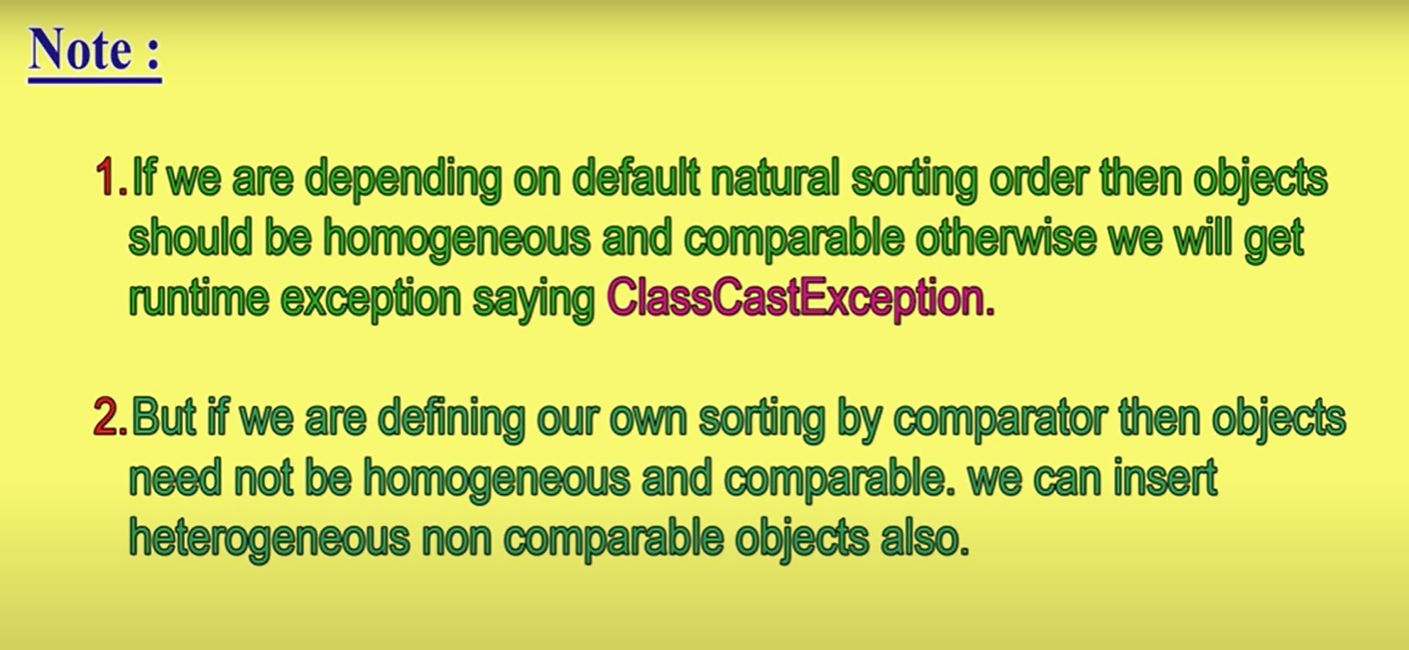 Note :
1.If we are depending on default natural sorting order then objects
should be homogeneous and comparable otherwise we will get
runtime exception saying ClassCastException.
2.But if we are defining our own sorting by comparator then objects
need not be homogeneous and comparable. we can insert
heterogeneous non comparable objects also.